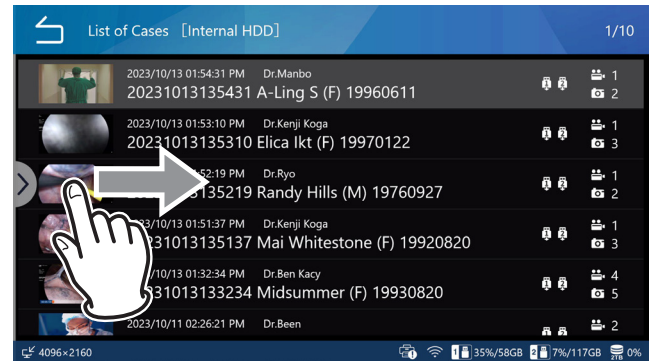 List of Cases [Internal HDD] 1/10
2023/10/13 01:54:31 PM Dr.Manbo
20231013135431 A-Ling S (F) 19960611
1
2
2023/10/13 01:53:10 PM Dr.Kenji Koga
20231013135310 Elica Ikt (F) 19970122
1
3
:52:19 PM Dr.Ryo
135219 Randy Hills (M) 19760927
1
2
/10/13 01:51:37 PM Dr.Kenji Koga
31013135137 Mai Whitestone (F) 19920820
1
3
/10/13 01:32:34 PM Dr.Ben Kacy
31013133234 Midsummer (F) 19930820
4
5
2023/10/11 02:26:21 PM Dr.Been
2
4096×2160 1 35%/58GB 2 7%/117GB 2TB 0%